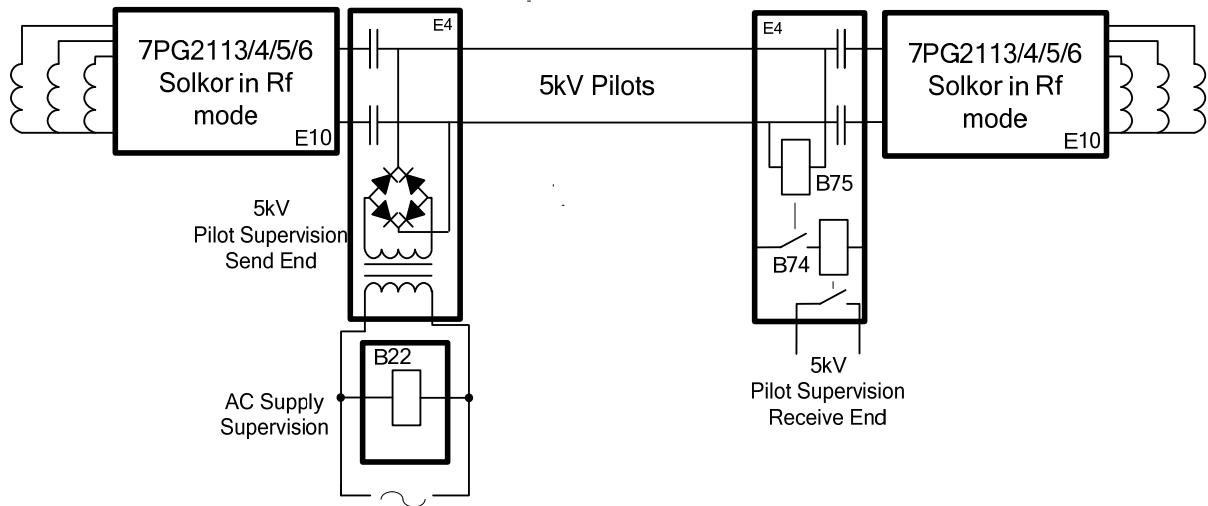 7PG2113/4/5/6
Solkor in Rf
mode
E10
E4
5kV Pilots
E4
7PG2113/4/5/6
Solkor in Rf
mode
E10
B75
5kV
Pilot Supervision
Send End
B74
B22
5kV
Pilot Supervision
Receive End
AC Supply
Supervision